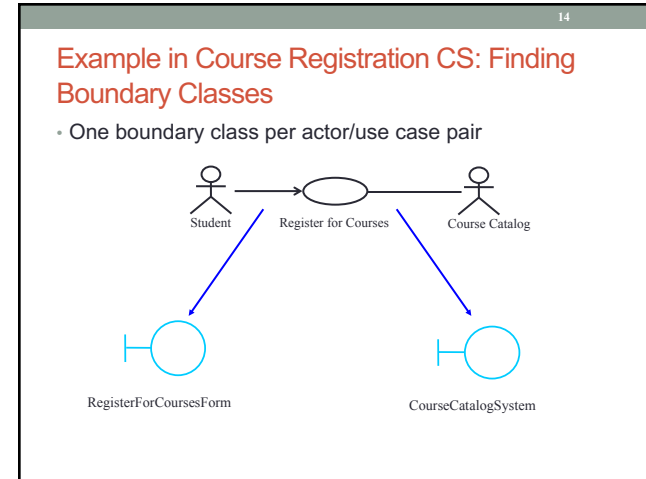 14
Example in Course Registration CS: Finding
Boundary Classes
• One boundary class per actor/use case pair
Student
Register for Courses
Course Catalog
RegisterForCoursesForm
CourseCatalogSystem